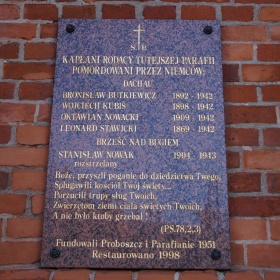 Ś.P.
KAPŁANI RODACY TUTEJSZEJ PARAFII
POMORDOWANI PRZEZ NIEMCÓW:
DACHAU
BRONISŁAW BUTKIEWICZ 1892 - 1942
WOJCIECH KUBIŚ 1898 - 1942
OKTAWIAN NOWACKI 1909 - 1942
LEONARD STAWICKI 1869 - 1942
BRZEŚĆ NAD BUGIEM
STANISŁAW NOWAK 1904 - 1943
rozstrzelany
Boże, przyszli poganie do dziedzictwa Twego,
Splugawili kościół Twój święty...
Porzucili trupy sług Twoich,
Zwierzętom ziemi ciała świętych Twoich,
A nie było ktoby grzebał!
(PS.78,2,3)
Fundowali Proboszcz i Parafianie 1951
Restaurowano 1998